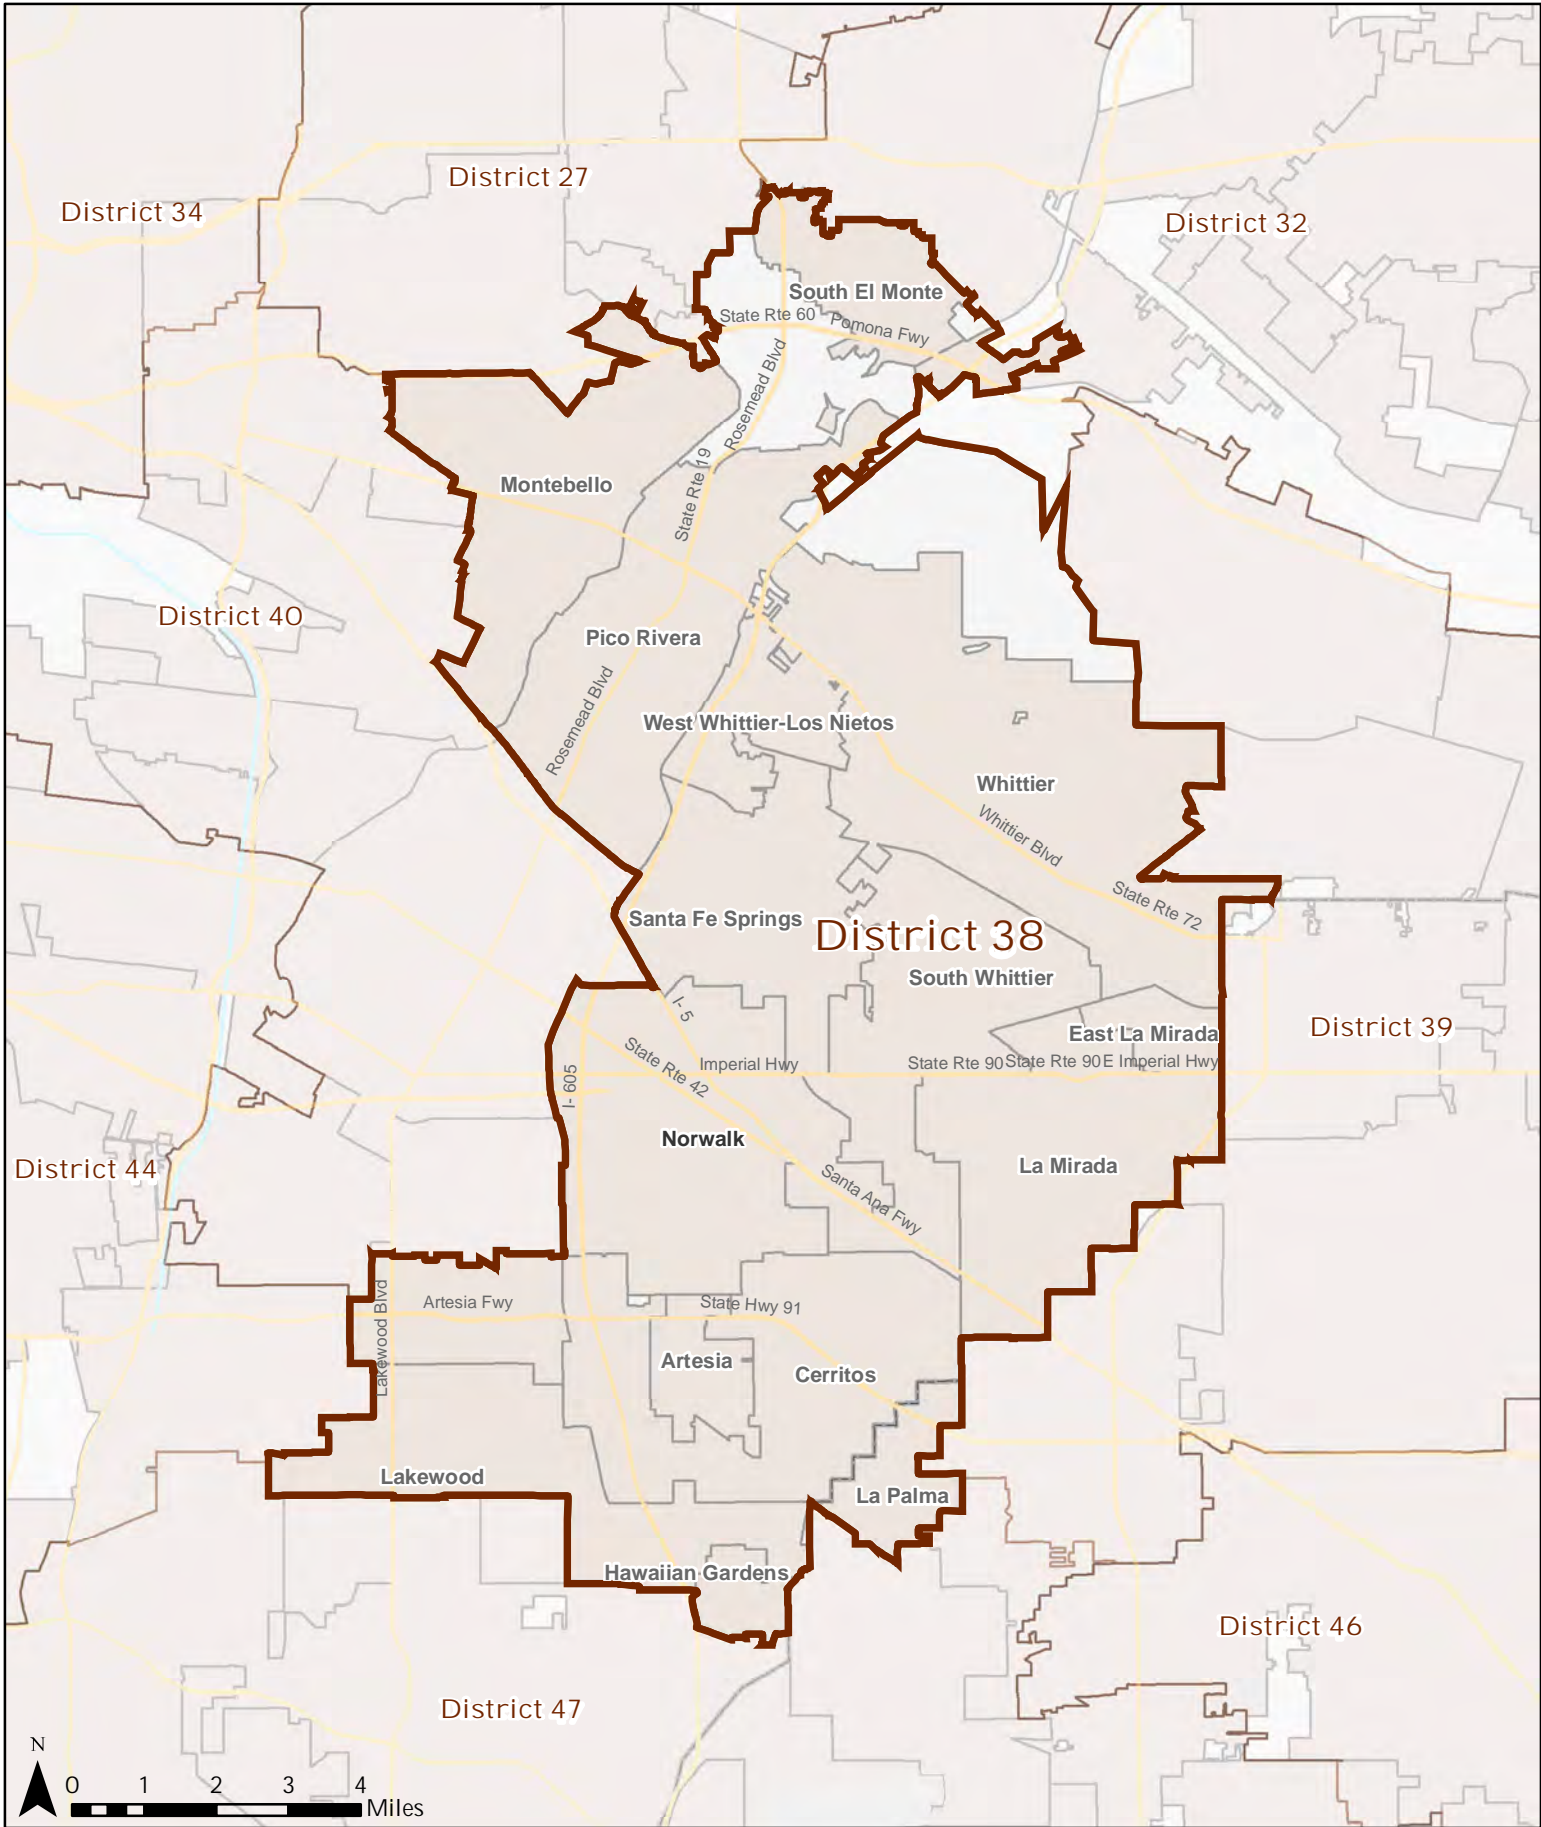 District 27
District 34
District 32
South El Monte
State Rte 60
Pomona Fwy
Rosemead Blvd
State Rte 19
Montebello
District 40
Pico Rivera
Rosemead Blvd
West Whittier-Los Nietos
Whittier
Whittier Blvd
State Rte 72
Santa Fe Springs
District 38
South Whittier
I- 5
East La Mirada
District 39
State Rte 42
Imperial Hwy
State Rte 90
State Rte 90
E Imperial Hwy
I- 605
Norwalk
La Mirada
District 44
Santa Ana Fwy
Lakewood Blvd
Artesia Fwy
State Hwy 91
Artesia
Cerritos
Lakewood
La Palma
Hawaiian Gardens
District 46
District 47
N
0 1 2 3 4
Miles